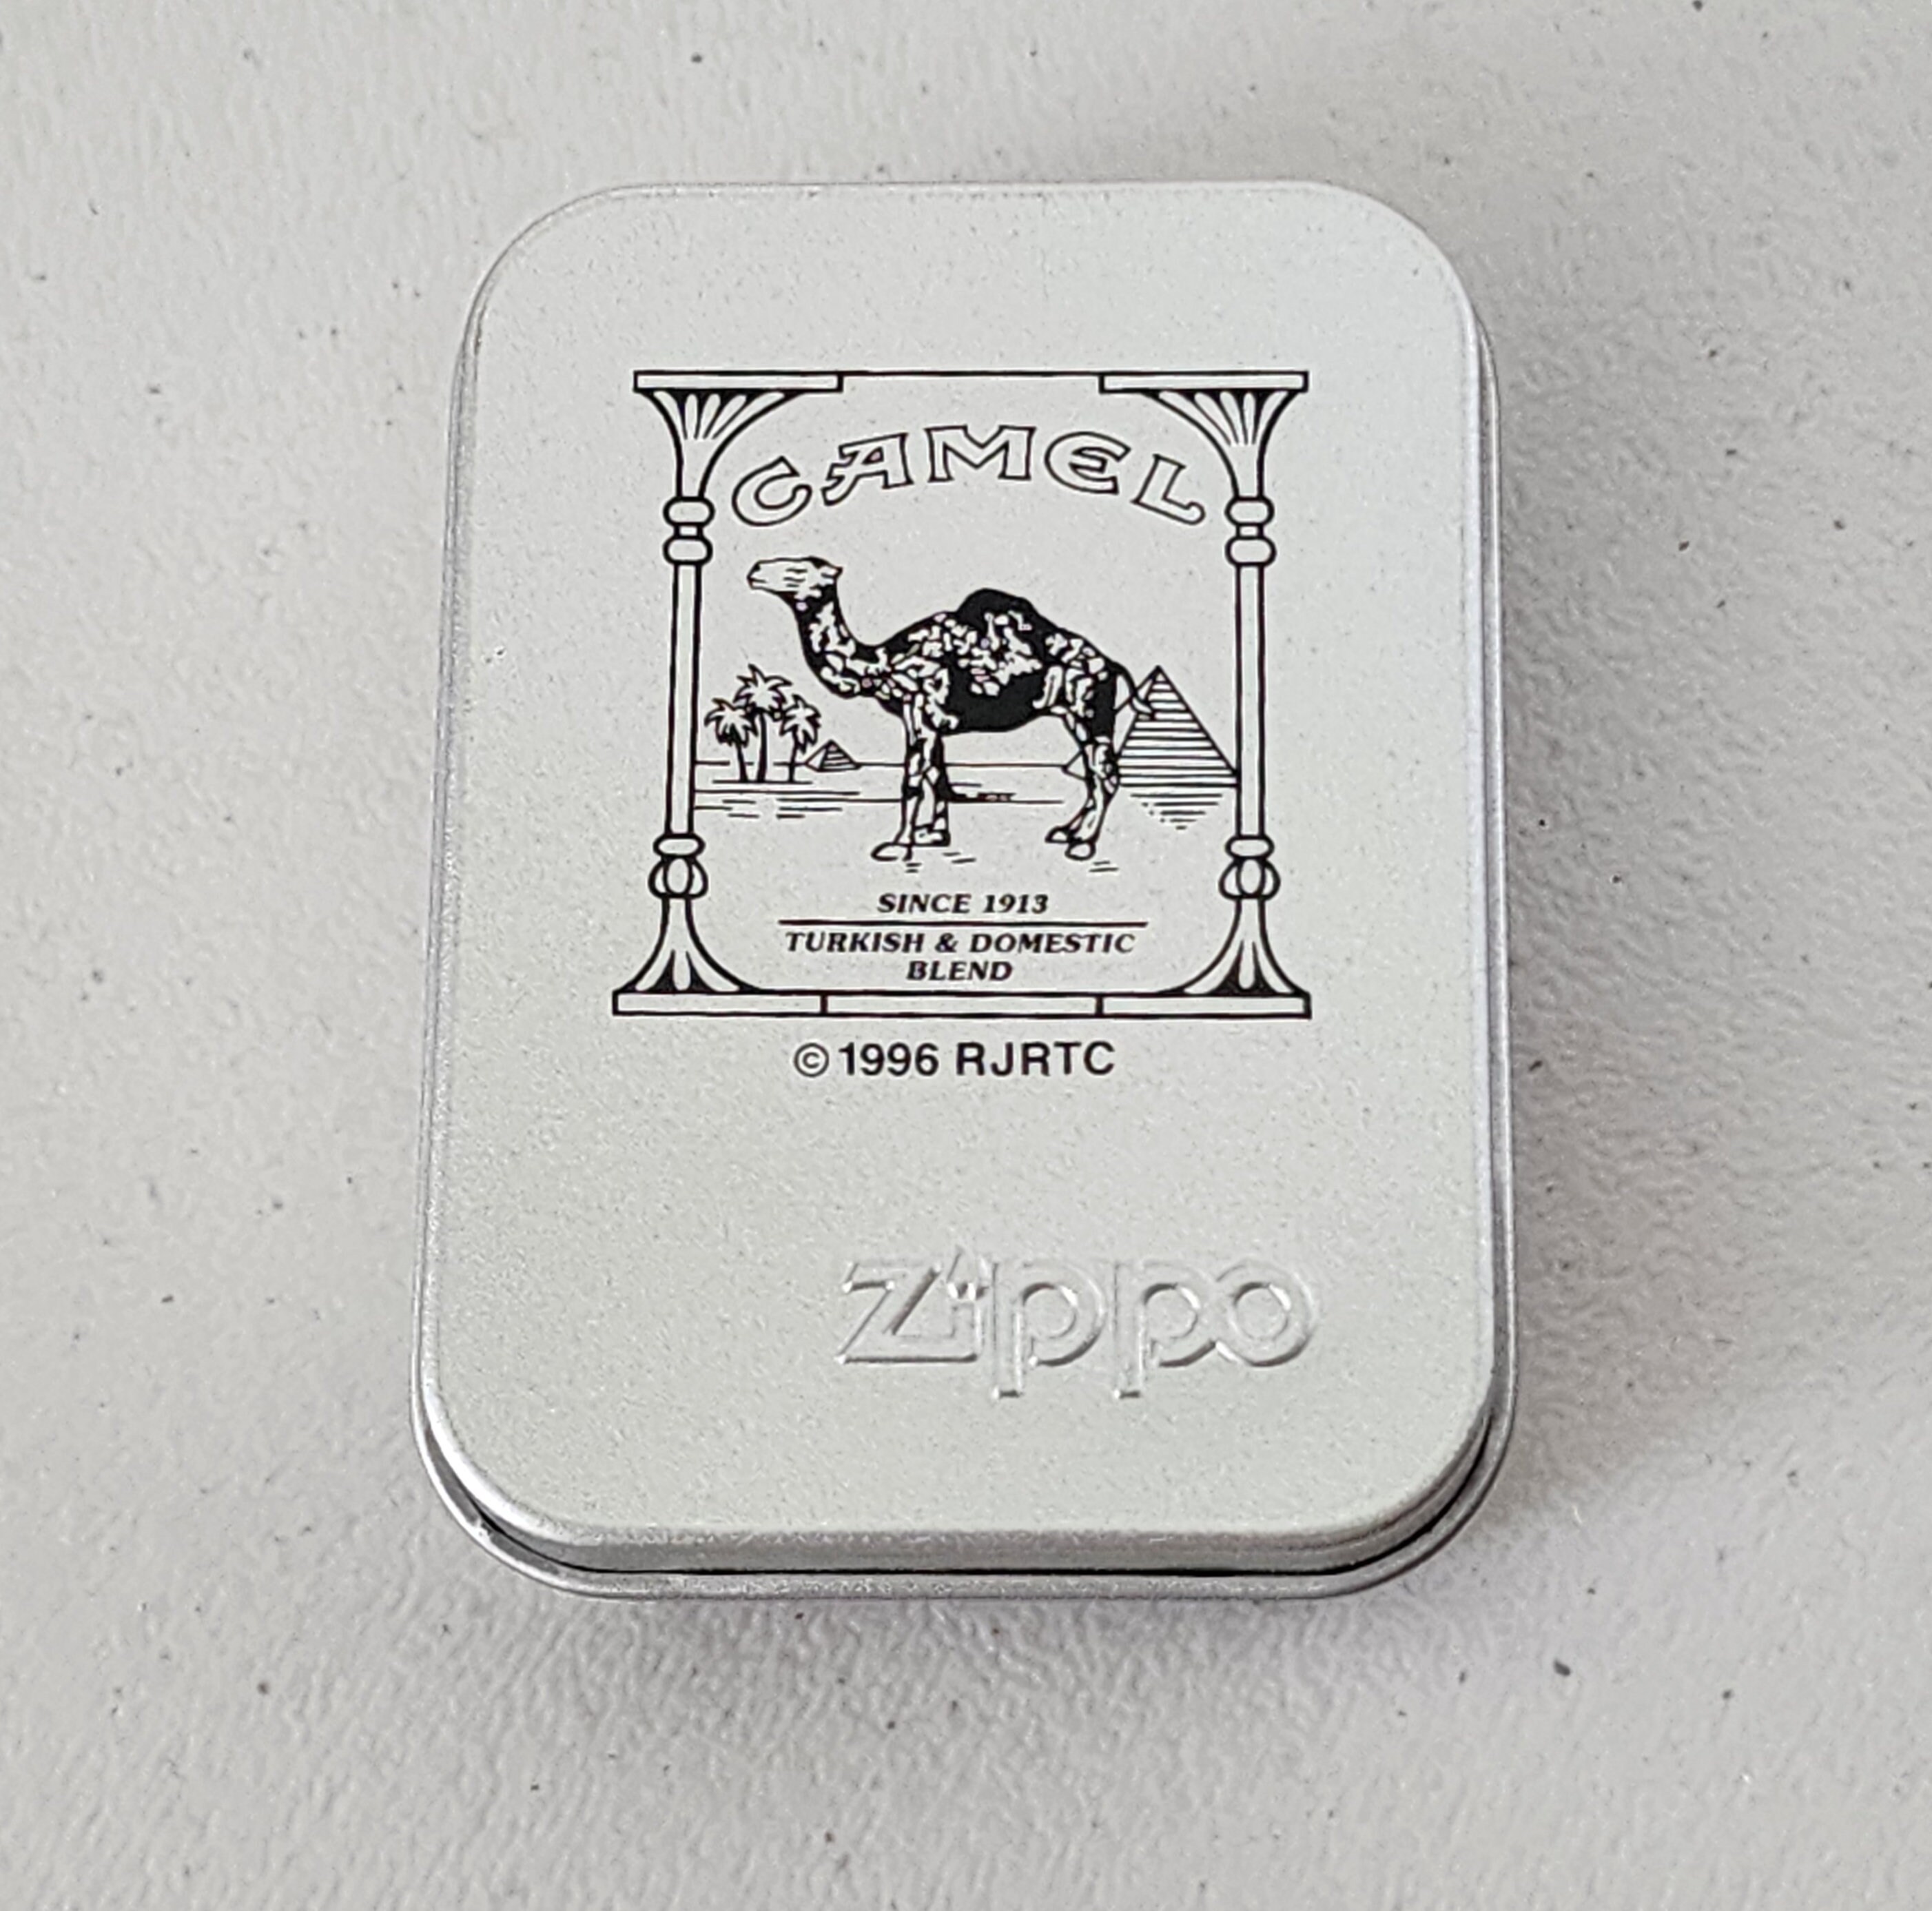 CAMEL
SINCE 1913
TURKISH & DOMESTIC
BLEND
©1996 RJRTC
Zippo